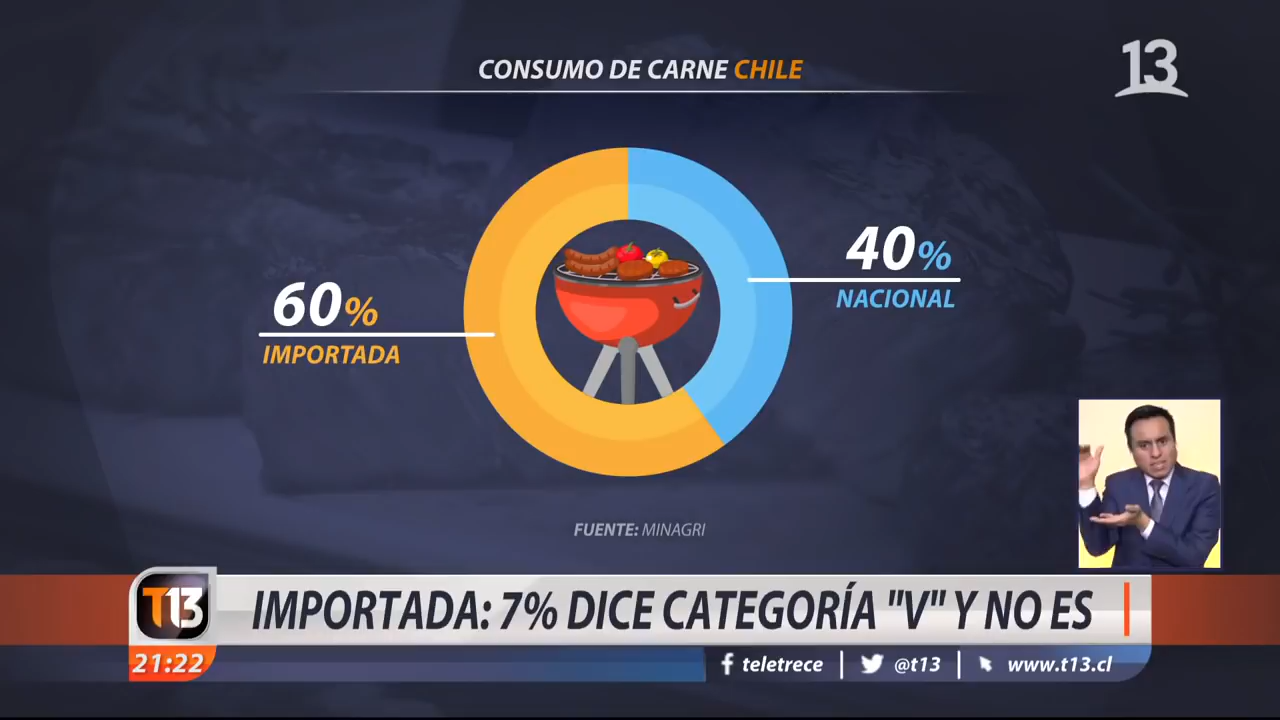 CONSUMO DE CARNE CHILE
13
40%
NACIONAL
60%
IMPORTADA
FUENTE: MINAGRI
T13
IMPORTADA: 7% DICE CATEGORÍA "V" Y NO ES
21:22
teletrece
@t13
www.t13.cl